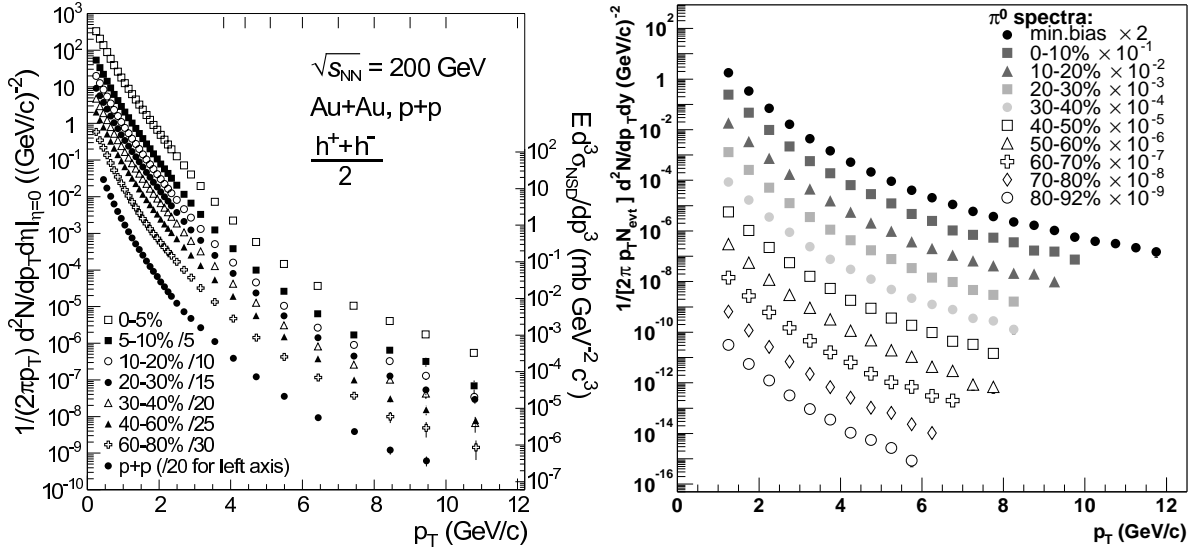 1/(2πp_T) d²N/dp_T dη|_η=0 ((GeV/c)⁻²)
10³
10²
10
1
10⁻¹
10⁻²
10⁻³
10⁻⁴
10⁻⁵
10⁻⁶
10⁻⁷
10⁻⁸
10⁻⁹
10⁻¹⁰
√s_NN = 200 GeV
Au+Au, p+p
h⁺+h⁻
2
0-5%
5-10% /5
10-20% /10
20-30% /15
30-40% /20
40-60% /25
60-80% /30
p+p (/20 for left axis)
0 2 4 6 8 10 12
p_T (GeV/c)
10²
10
1
10⁻¹
10⁻²
10⁻³
10⁻⁴
10⁻⁵
10⁻⁶
10⁻⁷
E d³σ_NSD/dp³ (mb GeV⁻² c³)
1/[2π p_T N_evt ] d²N/dp_T dy (GeV/c)⁻²
10²
1
10⁻²
10⁻⁴
10⁻⁶
10⁻⁸
10⁻¹⁰
10⁻¹²
10⁻¹⁴
10⁻¹⁶
π⁰ spectra:
min.bias × 2
0-10% × 10⁻¹
10-20% × 10⁻²
20-30% × 10⁻³
30-40% × 10⁻⁴
40-50% × 10⁻⁵
50-60% × 10⁻⁶
60-70% × 10⁻⁷
70-80% × 10⁻⁸
80-92% × 10⁻⁹
0 2 4 6 8 10 12
p_T (GeV/c)